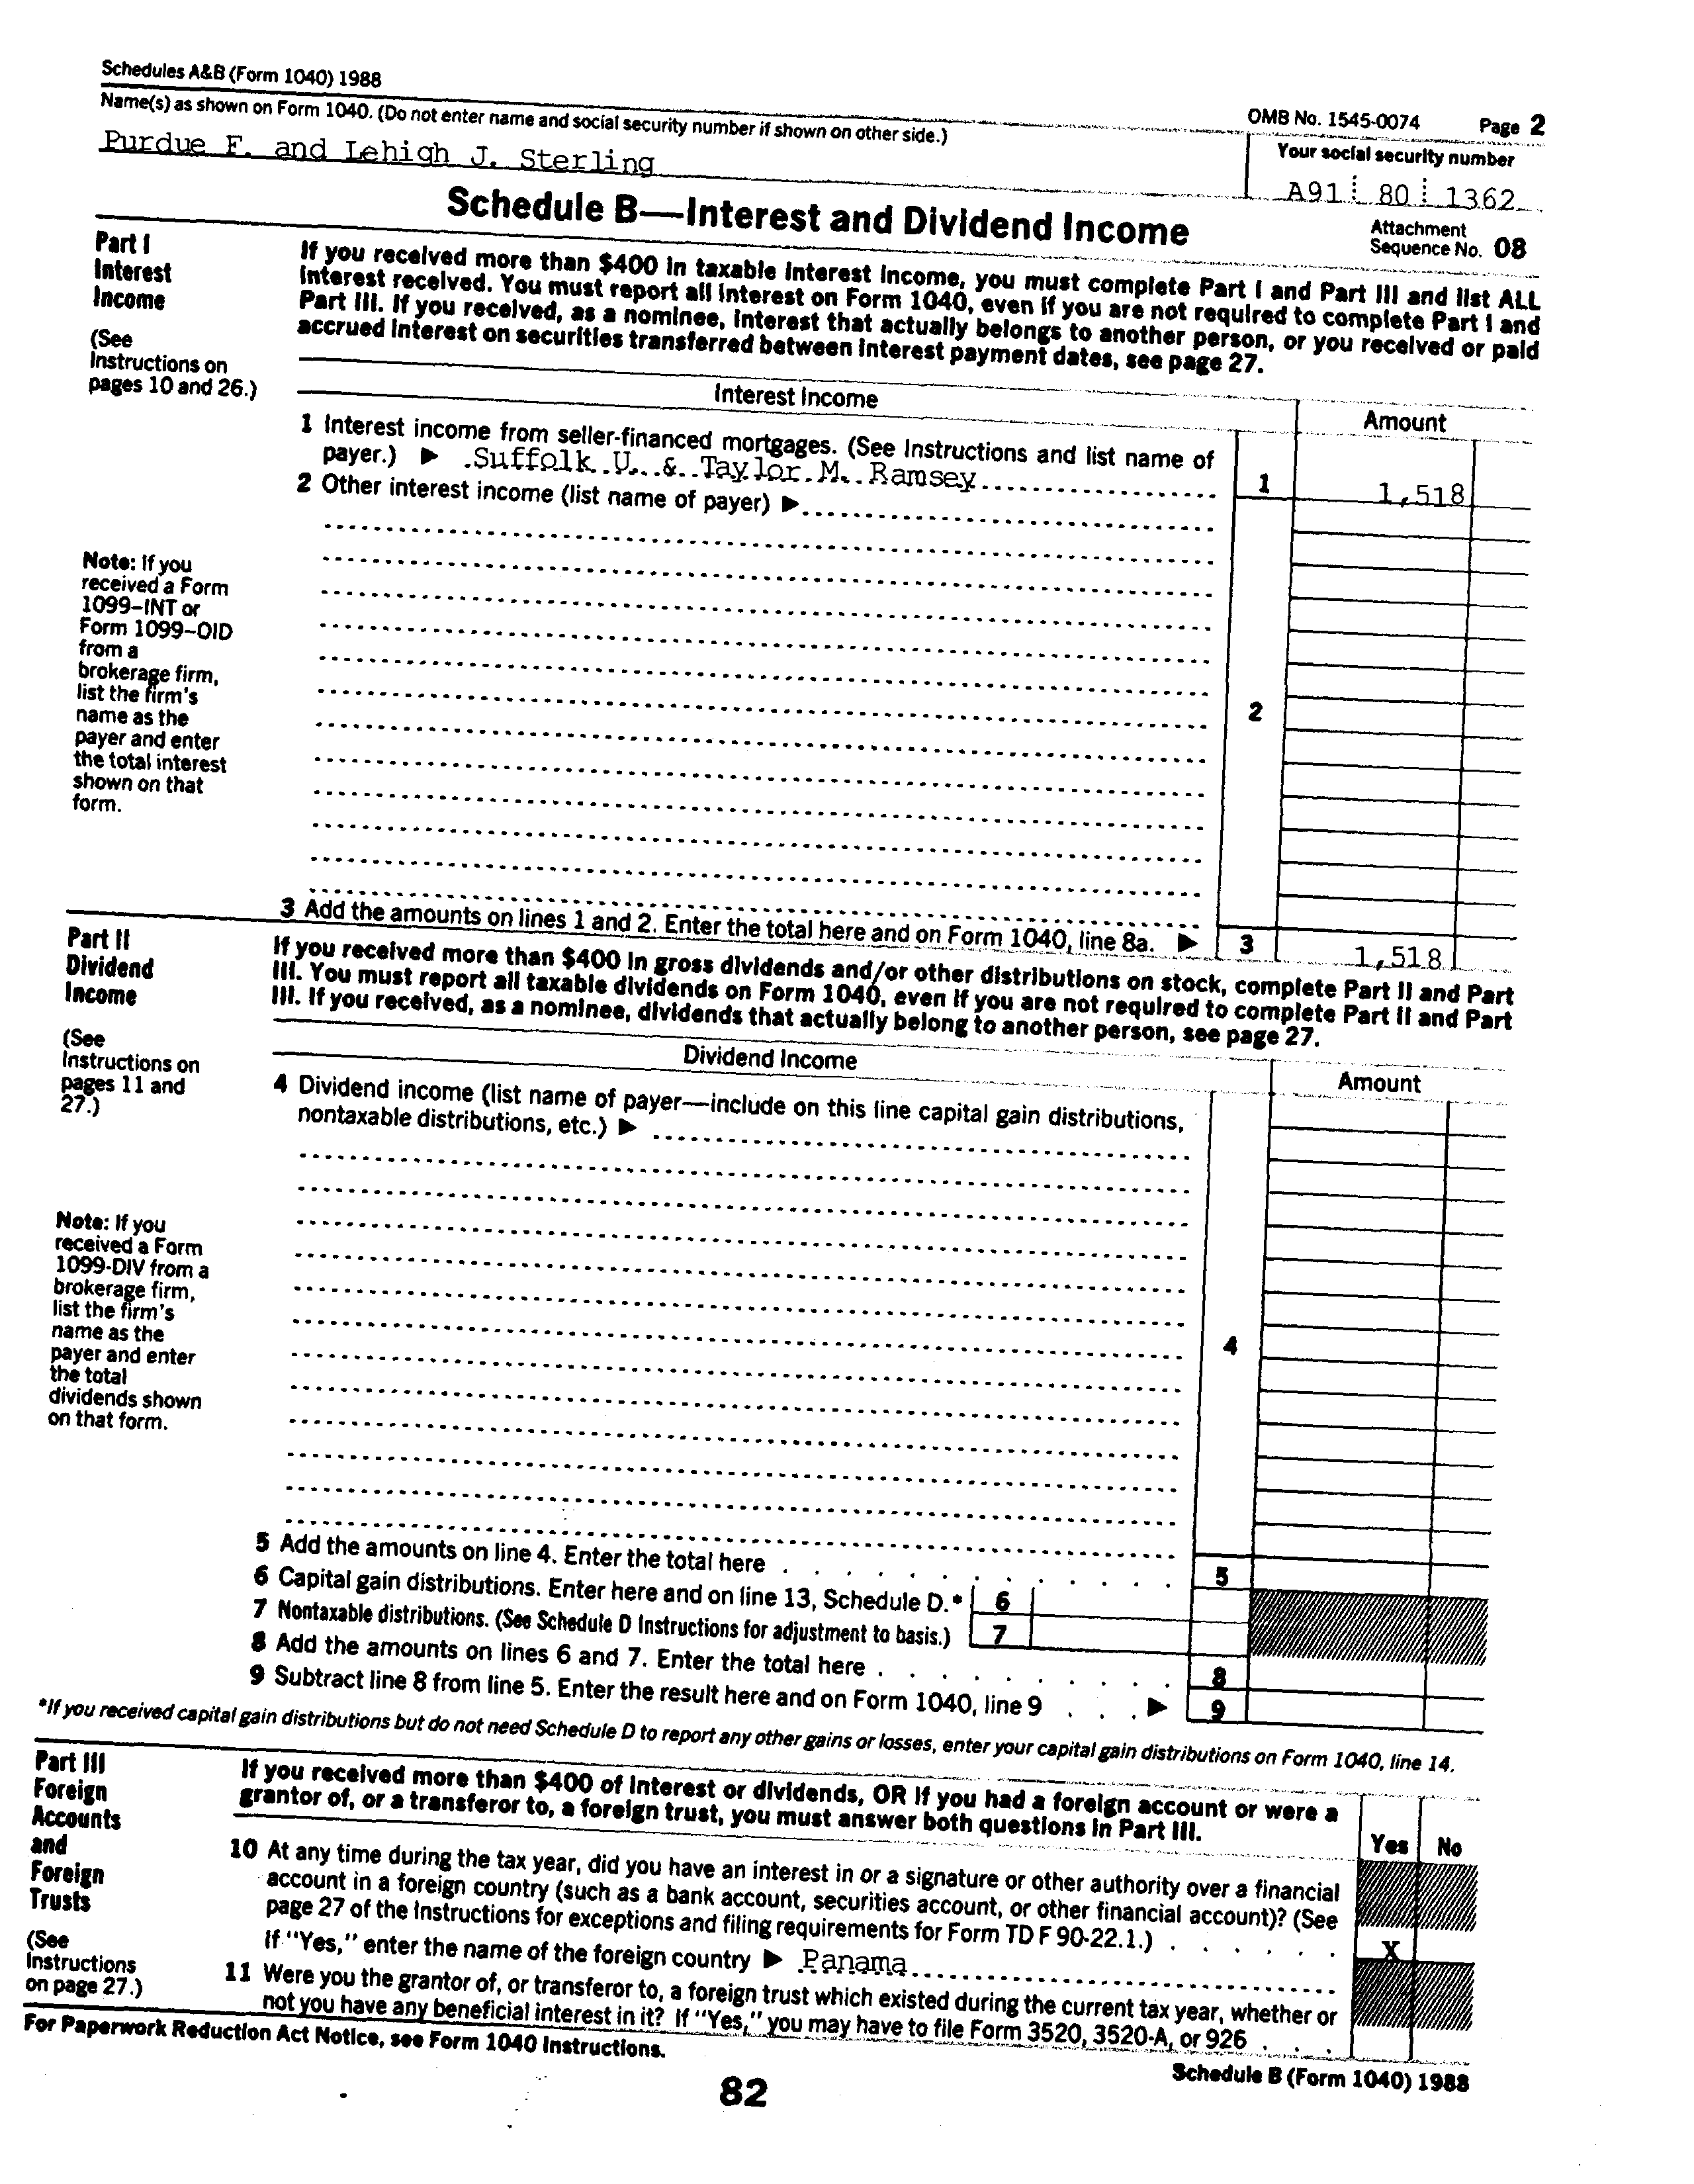 Schedules A&B (Form 1040) 1988
OMB No. 1545-0074 Page 2
Name(s) as shown on Form 1040. (Do not enter name and social security number if shown on other side.)
Your social security number
Purdue F. and Lehigh J. Sterling
A91 80 1362
Schedule B—Interest and Dividend Income
Attachment
Sequence No. 08
Part I
Interest
Income
(See
Instructions on
pages 10 and 26.)
If you received more than $400 in taxable interest income, you must complete Part I and Part III and list ALL
interest received. You must report all interest on Form 1040, even if you are not required to complete Part I and
Part III. If you received, as a nominee, interest that actually belongs to another person, or you received or paid
accrued interest on securities transferred between interest payment dates, see page 27.
Interest Income
Amount
1 Interest income from seller-financed mortgages. (See Instructions and list name of
payer.) ▶ Suffolk U. & Taylor M. Ramsey
1 1,518
2 Other interest income (list name of payer) ▶
Note: If you
received a Form
1099–INT or
Form 1099–OID
from a
brokerage firm,
list the firm's
name as the
payer and enter
the total interest
shown on that
form.
2
3 Add the amounts on lines 1 and 2. Enter the total here and on Form 1040, line 8a. ▶ 3 1,518
Part II
Dividend
Income
(See
Instructions on
pages 11 and
27.)
If you received more than $400 in gross dividends and/or other distributions on stock, complete Part II and Part
III. You must report all taxable dividends on Form 1040, even if you are not required to complete Part II and Part
III. If you received, as a nominee, dividends that actually belong to another person, see page 27.
Dividend Income
Amount
4 Dividend income (list name of payer—include on this line capital gain distributions,
nontaxable distributions, etc.) ▶
Note: If you
received a Form
1099-DIV from a
brokerage firm,
list the firm's
name as the
payer and enter
the total
dividends shown
on that form.
4
5 Add the amounts on line 4. Enter the total here . . . . . . . . . . . . 5
6 Capital gain distributions. Enter here and on line 13, Schedule D.* 6
7 Nontaxable distributions. (See Schedule D Instructions for adjustment to basis.) 7
8 Add the amounts on lines 6 and 7. Enter the total here . . . . . . . . . . 8
9 Subtract line 8 from line 5. Enter the result here and on Form 1040, line 9 . . . ▶ 9
*If you received capital gain distributions but do not need Schedule D to report any other gains or losses, enter your capital gain distributions on Form 1040, line 14.
Part III
Foreign
Accounts
and
Foreign
Trusts
(See
Instructions
on page 27.)
If you received more than $400 of interest or dividends, OR if you had a foreign account or were a
grantor of, or a transferor to, a foreign trust, you must answer both questions in Part III.
Yes No
10 At any time during the tax year, did you have an interest in or a signature or other authority over a financial
account in a foreign country (such as a bank account, securities account, or other financial account)? (See
page 27 of the Instructions for exceptions and filing requirements for Form TD F 90-22.1.) . . . . . . X
If "Yes," enter the name of the foreign country ▶ Panama
11 Were you the grantor of, or transferor to, a foreign trust which existed during the current tax year, whether or
not you have any beneficial interest in it? If "Yes," you may have to file Form 3520, 3520-A, or 926 . . .
For Paperwork Reduction Act Notice, see Form 1040 Instructions.
Schedule B (Form 1040) 1988
82